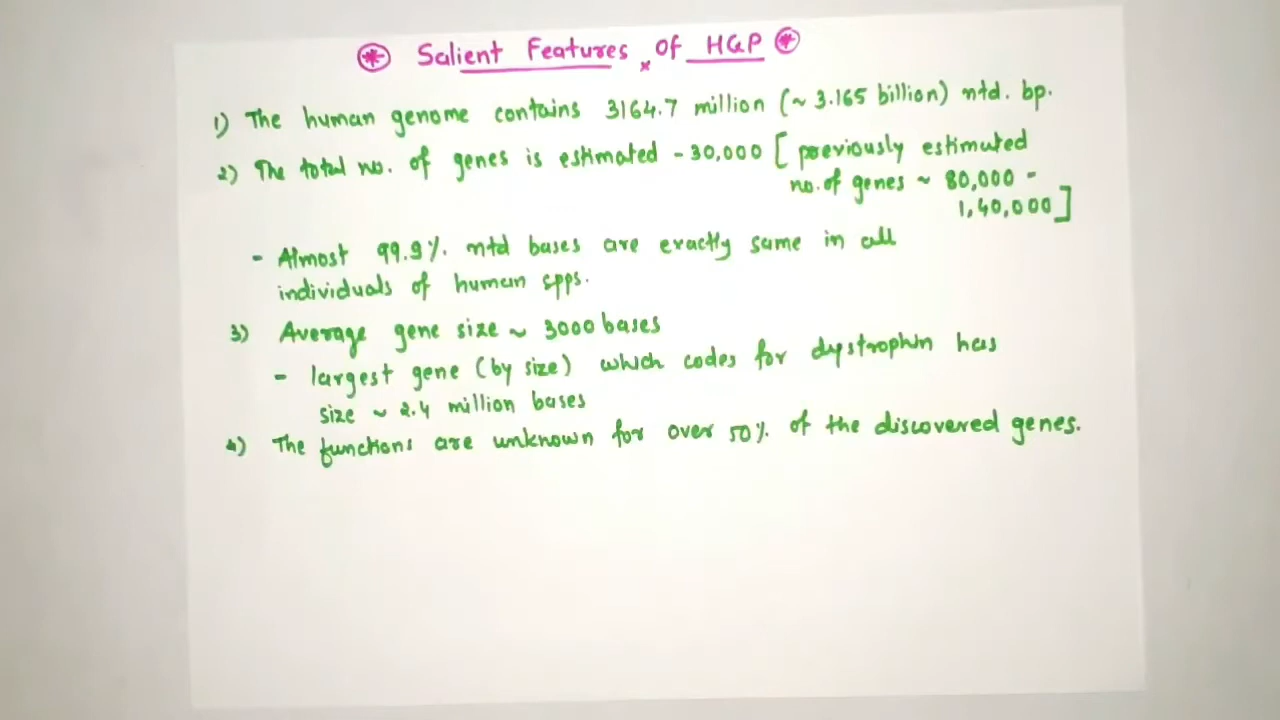 Salient Features of HGP
1) The human genome contains 3164.7 million (~ 3.165 billion) ntd. bp.
2) The total no. of genes is estimated - 30,000 [ previously estimated
no. of genes ~ 80,000 -
1,40,000 ]
- Almost 99.9%. ntd bases are exactly same in all
individuals of human spps.
3) Average gene size ~ 3000 bases
- largest gene (by size) which codes for dystrophin has
size ~ 2.4 million bases
4) The functions are unknown for over 50% of the discovered genes.